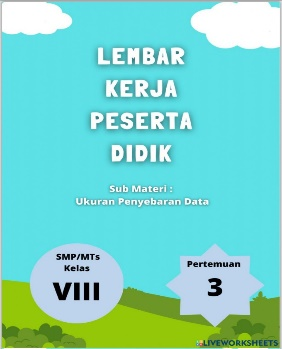 LEMBAR
KERJA
PESERTA
DIDIK
Sub Materi :
Ukuran Penyebaran Data
SMP/MTs
Kelas
VIII
Pertemuan
3
LIVEWORKSHEETS